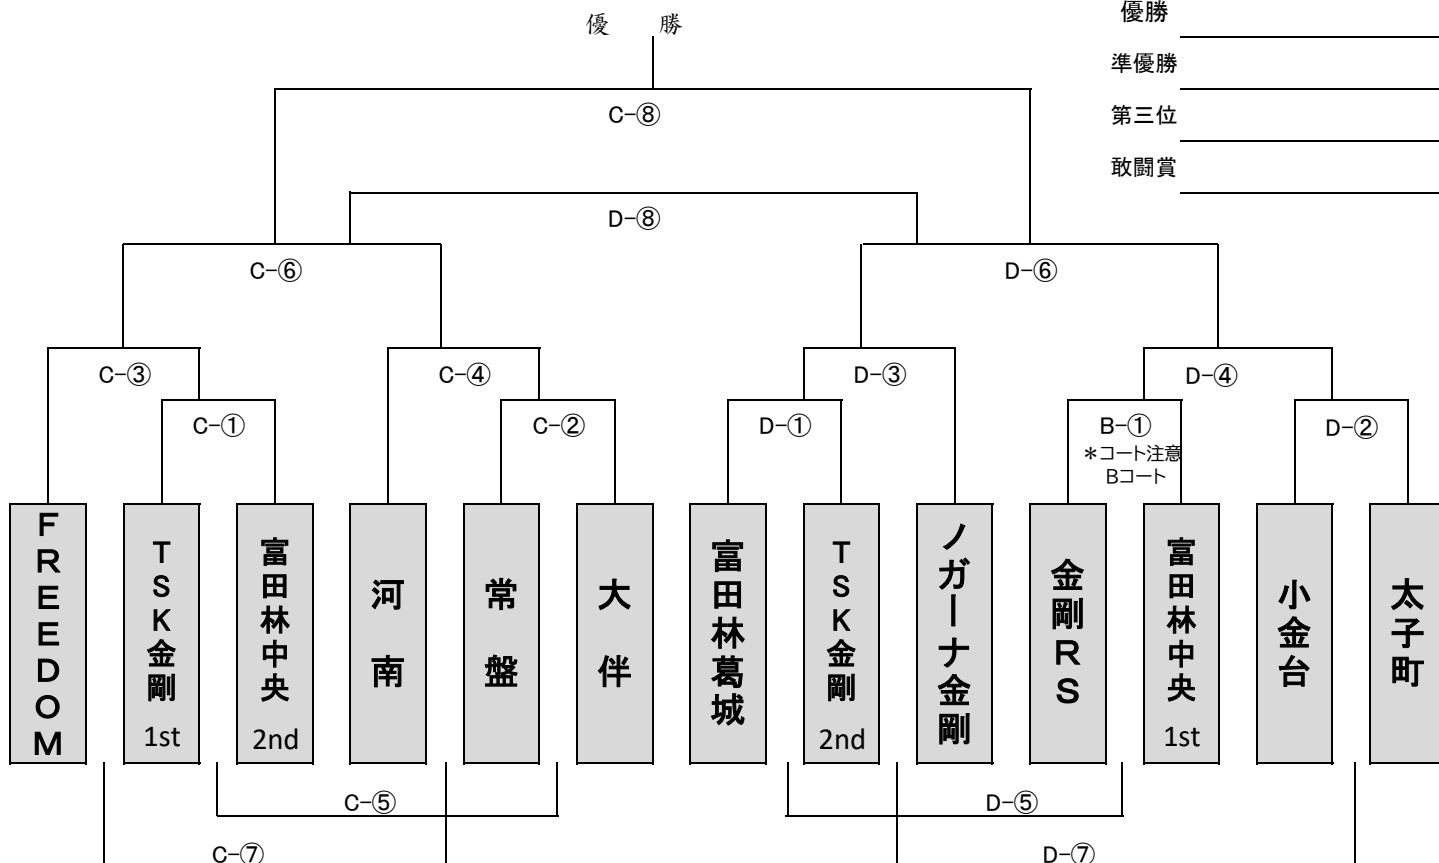 優勝
優　勝
準優勝
C-⑧
第三位
敢闘賞
D-⑧
C-⑥
D-⑥
C-③
C-④
D-③
D-④
C-①
C-②
D-①
B-①
D-②
＊コート注意
Bコート
FREEDOM
TSK金剛 1st
富田林中央 2nd
河南
常盤
大伴
富田林葛城
TSK金剛 2nd
ノガーナ金剛
金剛RS
富田林中央 1st
小金台
太子町
C-⑤
D-⑤
C-⑦
D-⑦